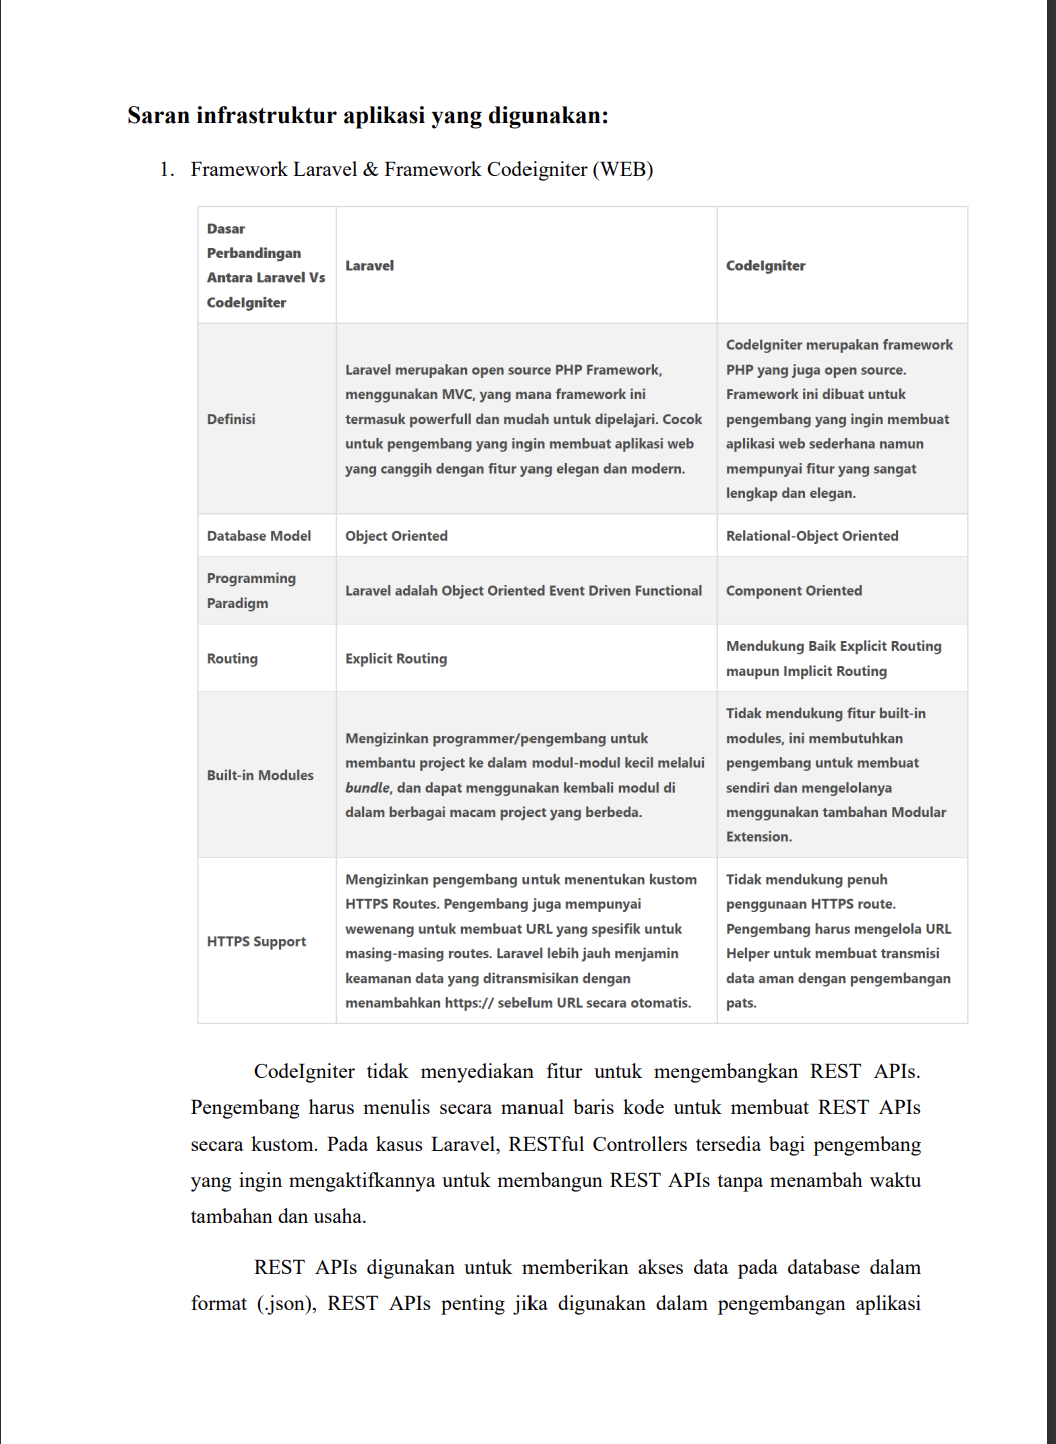 Saran infrastruktur aplikasi yang digunakan:
1. Framework Laravel & Framework Codeigniter (WEB)
Dasar
Perbandingan
Antara Laravel Vs
CodeIgniter
Laravel
CodeIgniter
Definisi
Laravel merupakan open source PHP Framework,
menggunakan MVC, yang mana framework ini
termasuk powerfull dan mudah untuk dipelajari. Cocok
untuk pengembang yang ingin membuat aplikasi web
yang canggih dengan fitur yang elegan dan modern.
CodeIgniter merupakan framework
PHP yang juga open source.
Framework ini dibuat untuk
pengembang yang ingin membuat
aplikasi web sederhana namun
mempunyai fitur yang sangat
lengkap dan elegan.
Database Model
Object Oriented
Relational-Object Oriented
Programming
Paradigm
Laravel adalah Object Oriented Event Driven Functional
Component Oriented
Routing
Explicit Routing
Mendukung Baik Explicit Routing
maupun Implicit Routing
Built-in Modules
Mengizinkan programmer/pengembang untuk
membantu project ke dalam modul-modul kecil melalui
bundle, dan dapat menggunakan kembali modul di
dalam berbagai macam project yang berbeda.
Tidak mendukung fitur built-in
modules, ini membutuhkan
pengembang untuk membuat
sendiri dan mengelolanya
menggunakan tambahan Modular
Extension.
HTTPS Support
Mengizinkan pengembang untuk menentukan kustom
HTTPS Routes. Pengembang juga mempunyai
wewenang untuk membuat URL yang spesifik untuk
masing-masing routes. Laravel lebih jauh menjamin
keamanan data yang ditransmisikan dengan
menambahkan https:// sebelum URL secara otomatis.
Tidak mendukung penuh
penggunaan HTTPS route.
Pengembang harus mengelola URL
Helper untuk membuat transmisi
data aman dengan pengembangan
pats.
CodeIgniter tidak menyediakan fitur untuk mengembangkan REST APIs.
Pengembang harus menulis secara manual baris kode untuk membuat REST APIs
secara kustom. Pada kasus Laravel, RESTful Controllers tersedia bagi pengembang
yang ingin mengaktifkannya untuk membangun REST APIs tanpa menambah waktu
tambahan dan usaha.
REST APIs digunakan untuk memberikan akses data pada database dalam
format (.json), REST APIs penting jika digunakan dalam pengembangan aplikasi